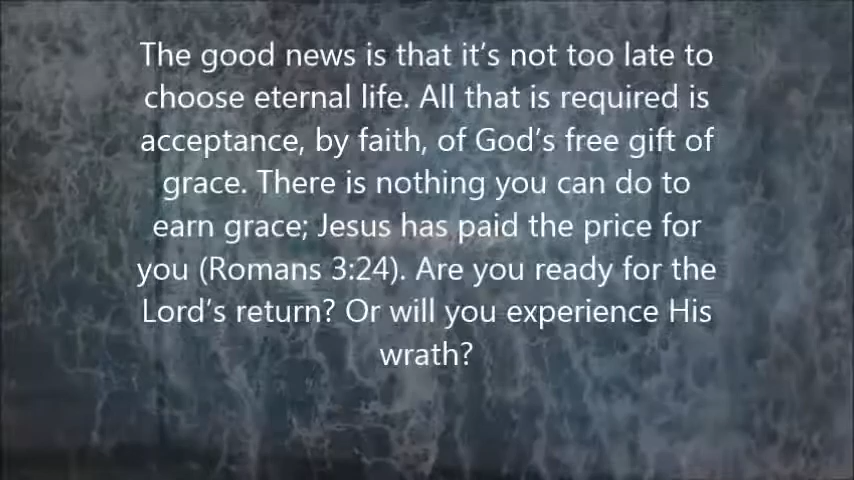 The good news is that it’s not too late to
choose eternal life. All that is required is
acceptance, by faith, of God’s free gift of
grace. There is nothing you can do to
earn grace; Jesus has paid the price for
you (Romans 3:24). Are you ready for the
Lord’s return? Or will you experience His
wrath?